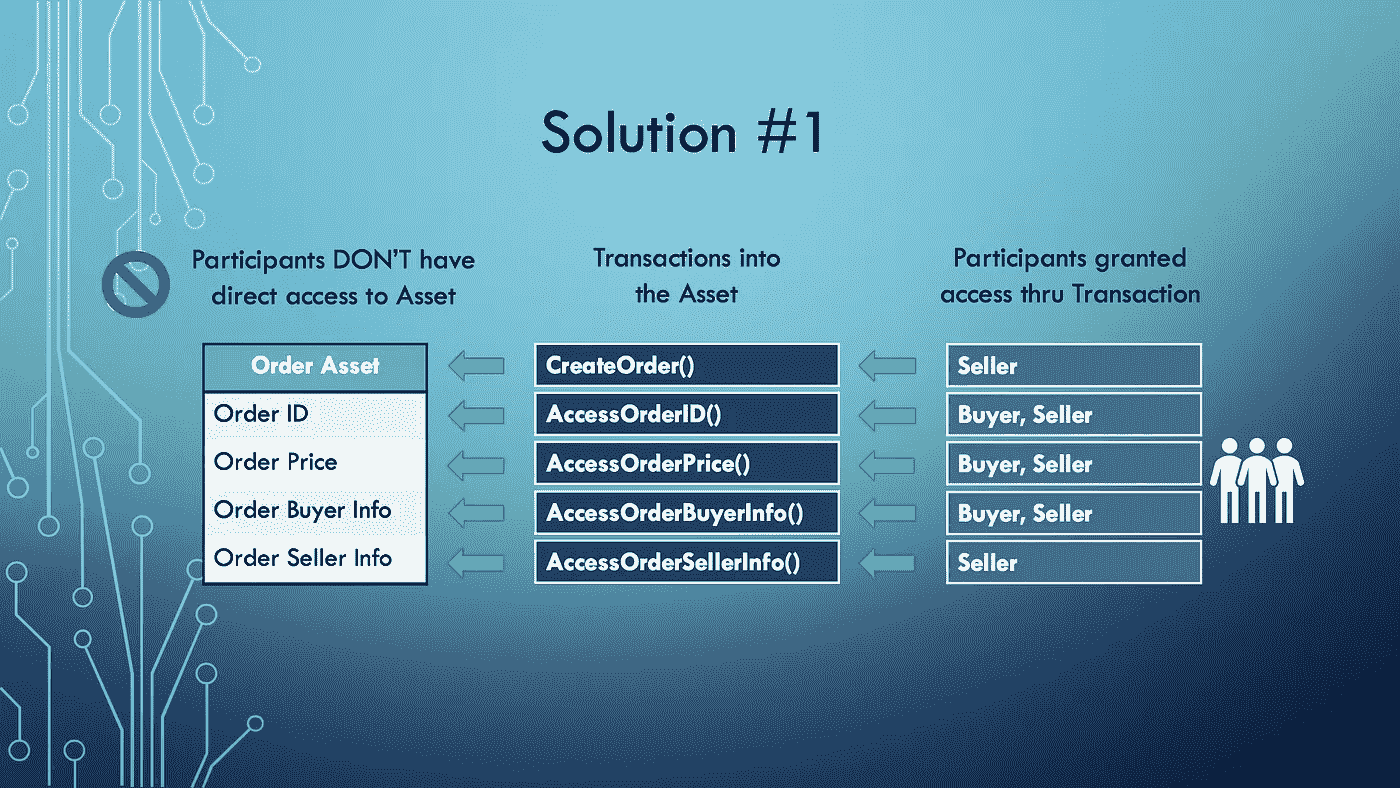 Solution #1
Participants DON'T have
direct access to Asset
Transactions into
the Asset
Participants granted
access thru Transaction
Order Asset
CreateOrder()
Seller
Order ID
AccessOrderID()
Buyer, Seller
Order Price
AccessOrderPrice()
Buyer, Seller
Order Buyer Info
AccessOrderBuyerInfo()
Buyer, Seller
Order Seller Info
AccessOrderSellerInfo()
Seller